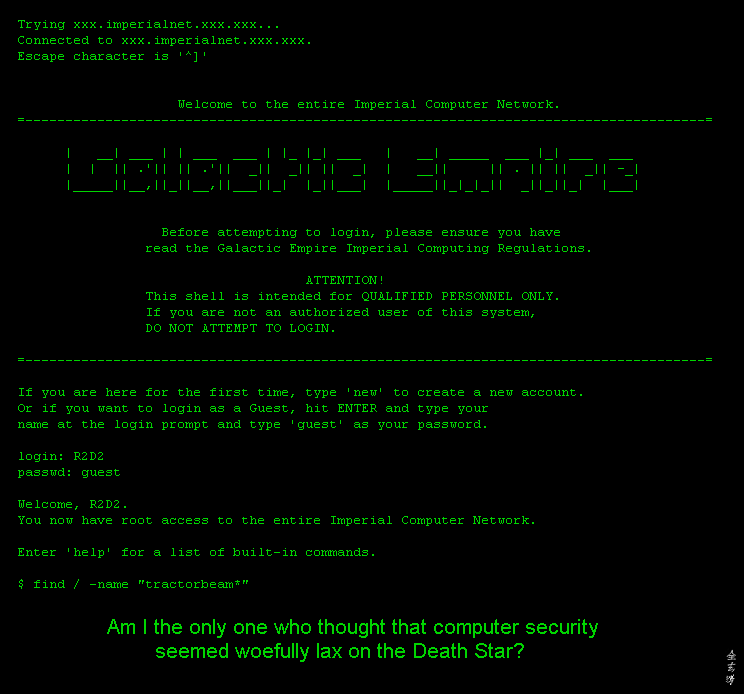 Trying xxx.imperialnet.xxx.xxx...
Connected to xxx.imperialnet.xxx.xxx.
Escape character is '^]'
Welcome to the entire Imperial Computer Network.
Galactic Empire
Before attempting to login, please ensure you have
read the Galactic Empire Imperial Computing Regulations.
ATTENTION!
This shell is intended for QUALIFIED PERSONNEL ONLY.
If you are not an authorized user of this system,
DO NOT ATTEMPT TO LOGIN.
If you are here for the first time, type 'new' to create a new account.
Or if you want to login as a Guest, hit ENTER and type your
name at the login prompt and type 'guest' as your password.
login: R2D2
passwd: guest
Welcome, R2D2.
You now have root access to the entire Imperial Computer Network.
Enter 'help' for a list of built-in commands.
$ find / -name "tractorbeam*"
Am I the only one who thought that computer security
seemed woefully lax on the Death Star?